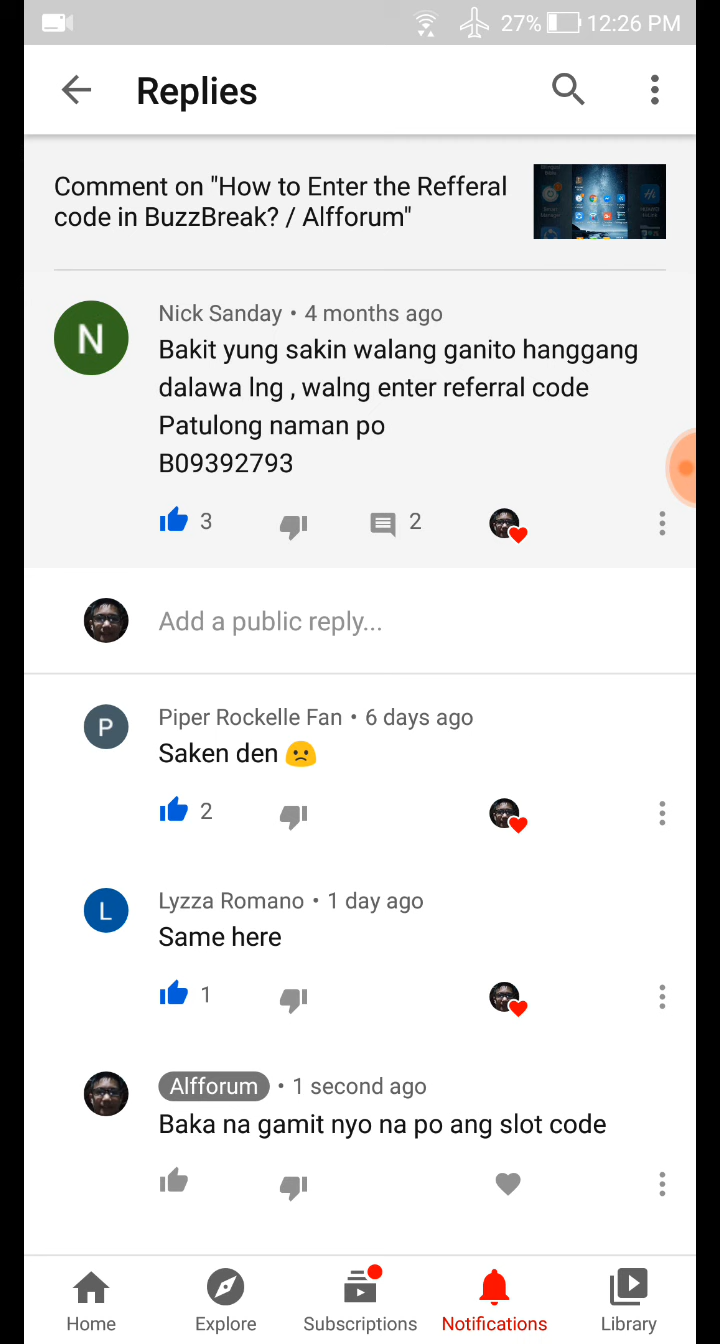 27% 12:26 PM
Replies
Comment on "How to Enter the Refferal
code in BuzzBreak? / Alfforum"
N
Nick Sanday • 4 months ago
Bakit yung sakin walang ganito hanggang
dalawa lng , walng enter referral code
Patulong naman po
B09392793
3
2
Add a public reply...
P
Piper Rockelle Fan • 6 days ago
Saken den
2
L
Lyzza Romano • 1 day ago
Same here
1
Alfforum • 1 second ago
Baka na gamit nyo na po ang slot code
Home
Explore
Subscriptions
Notifications
Library